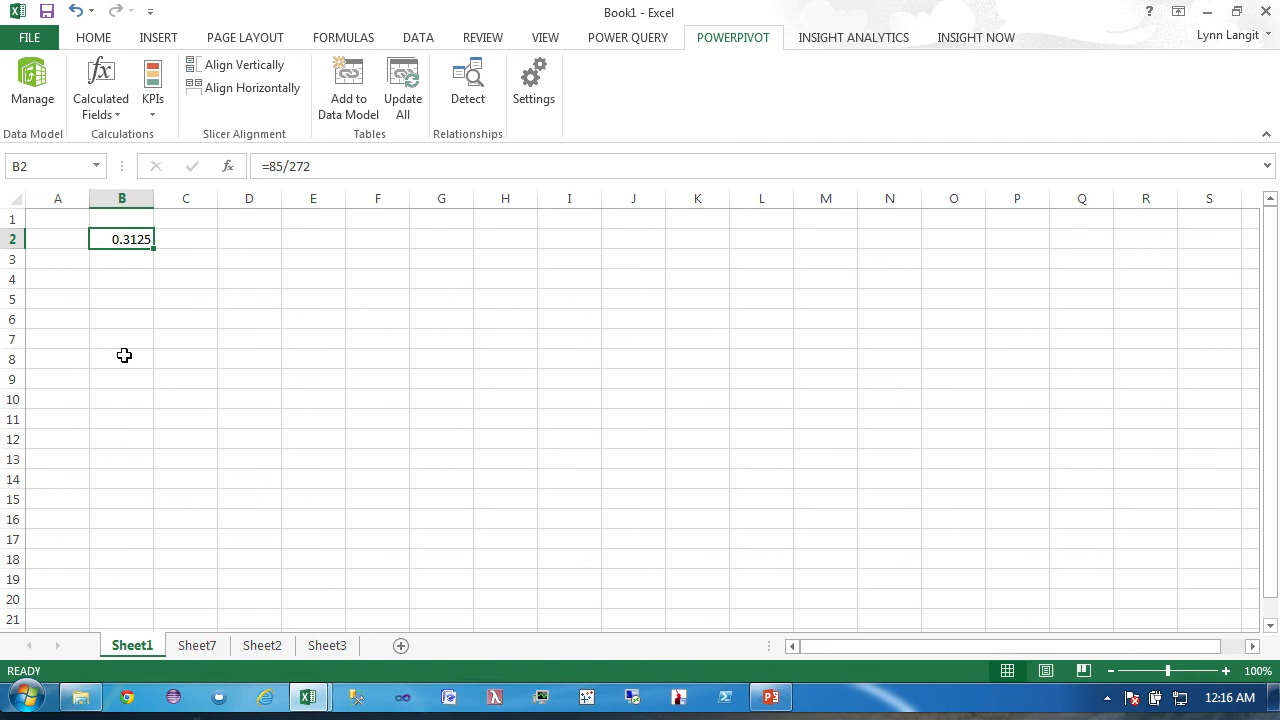 Book1 - Excel
?
FILE HOME INSERT PAGE LAYOUT FORMULAS DATA REVIEW VIEW POWER QUERY POWERPIVOT INSIGHT ANALYTICS INSIGHT NOW Lynn Langit
Manage
Data Model
Calculated
Fields
KPIs
Calculations
Align Vertically
Align Horizontally
Slicer Alignment
Add to
Data Model
Update
All
Tables
Detect
Relationships
Settings
B2 fx =85/272
A B C D E F G H I J K L M N O P Q R S
1
2 0.3125
3
4
5
6
7
8
9
10
11
12
13
14
15
16
17
18
19
20
21
Sheet1 Sheet7 Sheet2 Sheet3
READY 100%
12:16 AM